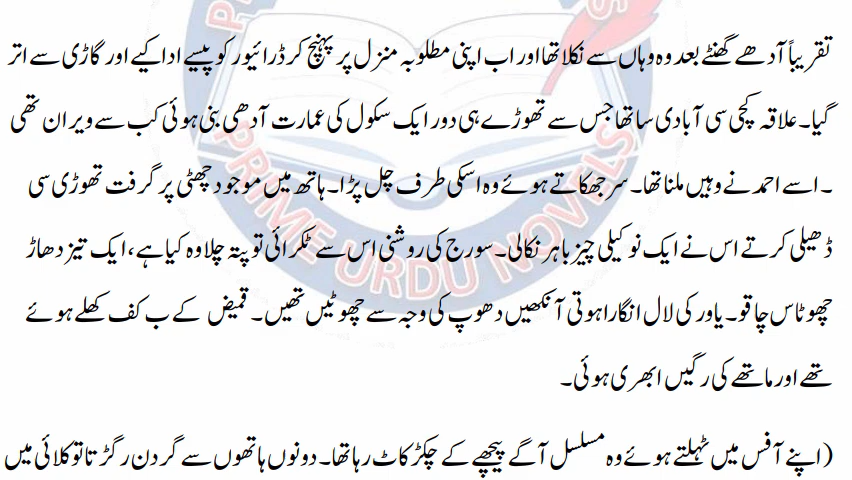 تقریباً آدھے گھنٹے بعد وہ وہاں سے نکلا تھا اور اب اپنی مطلوبہ منزل پر پہنچ کر ڈرائیور کو پیسے ادا کیے اور گاڑی سے اتر
گیا۔ علاقہ کچی سی آبادی سا تھا جس سے تھوڑے ہی دور ایک سکول کی عمارت آدھی بنی ہوئی کب سے ویران تھی
۔ اسے احمد نے وہیں ملنا تھا۔ سر جھکاتے ہوئے وہ اسکی طرف چل پڑا۔ ہاتھ میں موجود چھٹی پر گرفت تھوڑی سی
ڈھیلی کرتے اس نے ایک نوکیلی چیز باہر نکالی۔ سورج کی روشنی اس سے ٹکرائی تو پتہ چلا وہ کیا ہے، ایک تیز دھاڑ
چھوٹا س چاقو۔ یاور کی لال انگارا ہوتی آنکھیں دھوپ کی وجہ سے چھوٹیں تھیں۔ قمیض کے ب کف کھلے ہوئے
تھے اور ماتھے کی رگیں ابھری ہوئی۔
(اپنے آفس میں ٹہلتے ہوئے وہ مسلسل آگے پیچھے کے چکڑ کاٹ رہا تھا۔ دونوں ہاتھوں سے گردن رگڑتا تو کلائی میں
PRIME URDU NOVELS